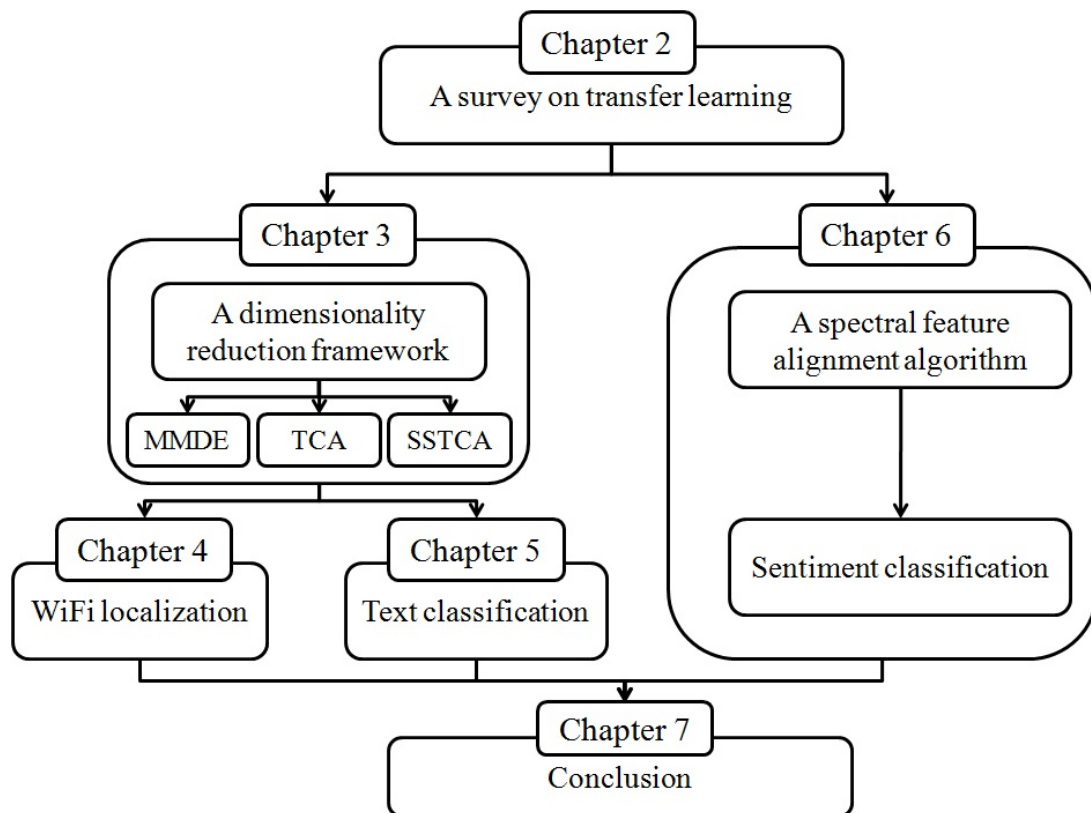 Chapter 2
A survey on transfer learning
Chapter 3
A dimensionality
reduction framework
MMDE
TCA
SSTCA
Chapter 6
A spectral feature
alignment algorithm
Sentiment classification
Chapter 4
WiFi localization
Chapter 5
Text classification
Chapter 7
Conclusion